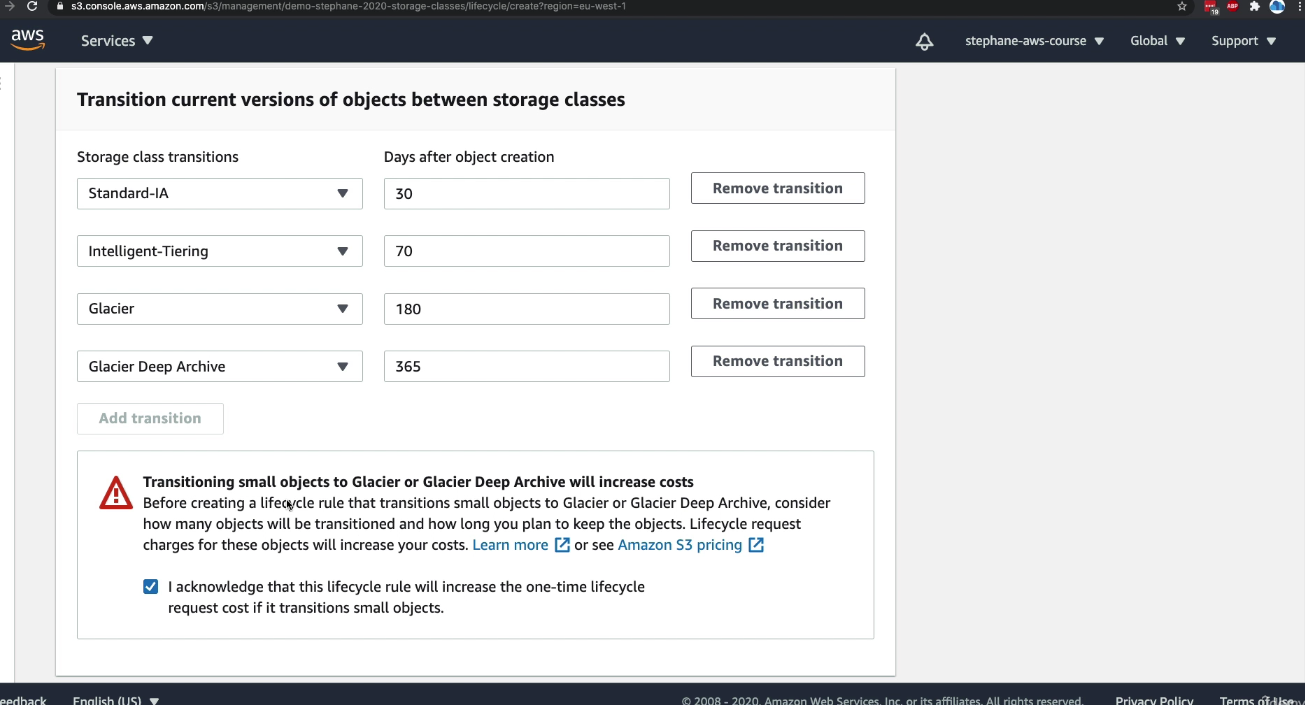 s3.console.aws.amazon.com/s3/management/demo-stephane-2020-storage-classes/lifecycle/create?region=eu-west-1
19
ABP
aws
Services
stephane-aws-course
Global
Support
Transition current versions of objects between storage classes
Storage class transitions
Days after object creation
Standard-IA
30
Remove transition
Intelligent-Tiering
70
Remove transition
Glacier
180
Remove transition
Glacier Deep Archive
365
Remove transition
Add transition
Transitioning small objects to Glacier or Glacier Deep Archive will increase costs
Before creating a lifecycle rule that transitions small objects to Glacier or Glacier Deep Archive, consider
how many objects will be transitioned and how long you plan to keep the objects. Lifecycle request
charges for these objects will increase your costs. Learn more or see Amazon S3 pricing
I acknowledge that this lifecycle rule will increase the one-time lifecycle
request cost if it transitions small objects.
eedback
English (US)
© 2008 - 2020, Amazon Web Services, Inc. or its affiliates. All rights reserved.
Privacy Policy
Terms of Use